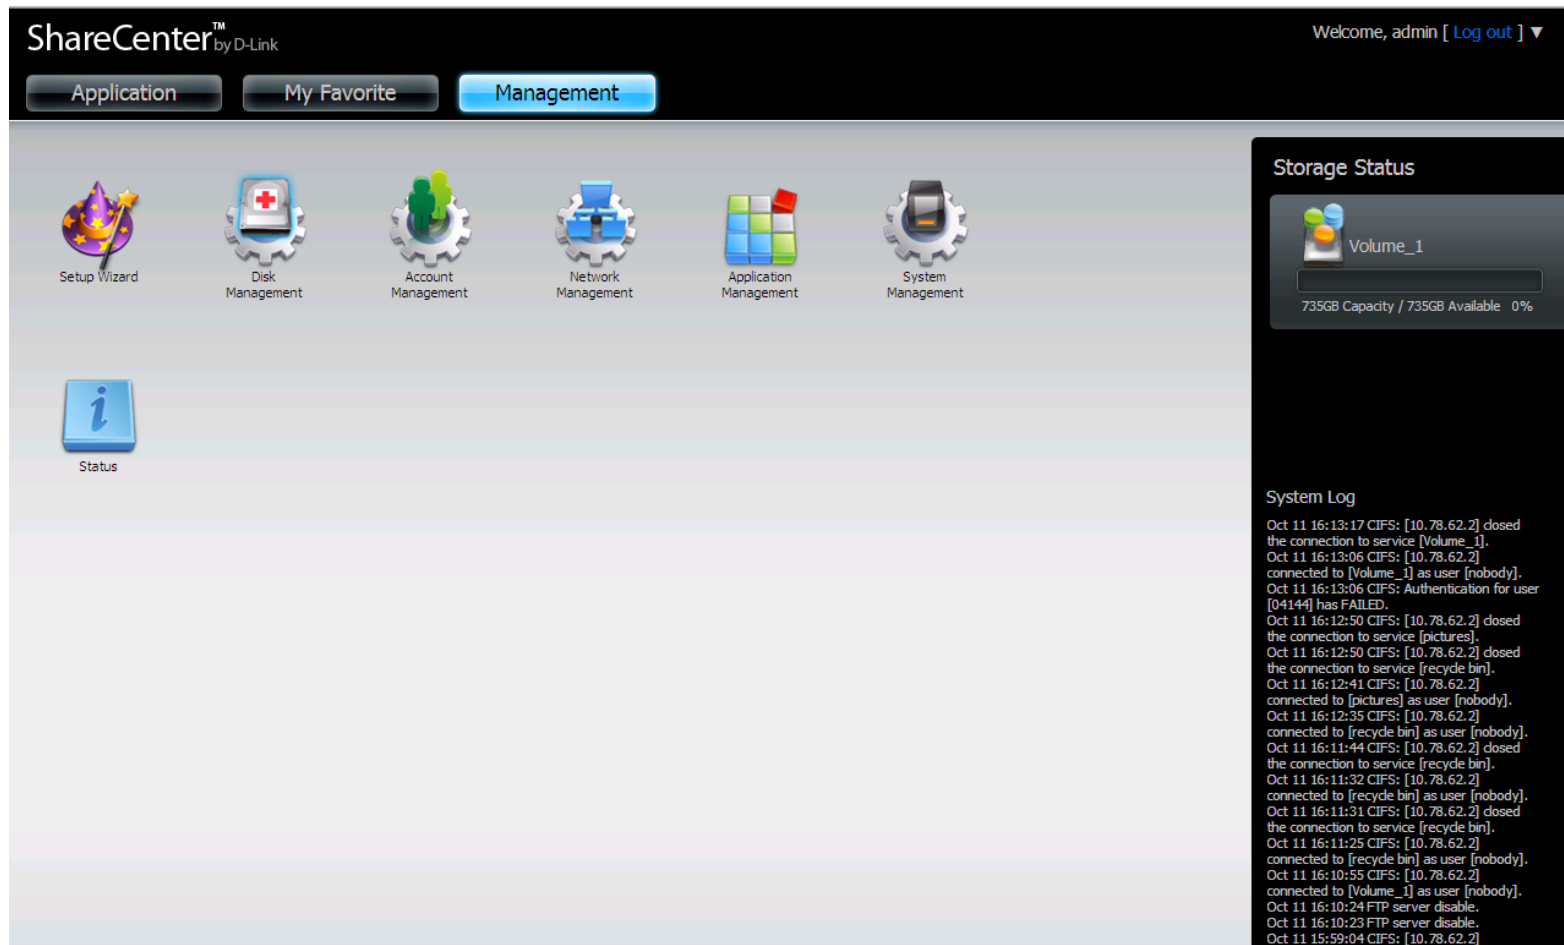 ShareCenter™ by D-Link
Welcome, admin [ Log out ] ▼
Application
My Favorite
Management
Setup Wizard
Disk
Management
Account
Management
Network
Management
Application
Management
System
Management
Status
Storage Status
Volume_1
735GB Capacity / 735GB Available 0%
System Log
Oct 11 16:13:17 CIFS: [10.78.62.2] closed
the connection to service [Volume_1].
Oct 11 16:13:06 CIFS: [10.78.62.2]
connected to [Volume_1] as user [nobody].
Oct 11 16:13:06 CIFS: Authentication for user
[04144] has FAILED.
Oct 11 16:12:50 CIFS: [10.78.62.2] closed
the connection to service [pictures].
Oct 11 16:12:50 CIFS: [10.78.62.2] closed
the connection to service [recycle bin].
Oct 11 16:12:41 CIFS: [10.78.62.2]
connected to [pictures] as user [nobody].
Oct 11 16:12:35 CIFS: [10.78.62.2]
connected to [recycle bin] as user [nobody].
Oct 11 16:11:44 CIFS: [10.78.62.2] closed
the connection to service [recycle bin].
Oct 11 16:11:32 CIFS: [10.78.62.2]
connected to [recycle bin] as user [nobody].
Oct 11 16:11:31 CIFS: [10.78.62.2] closed
the connection to service [recycle bin].
Oct 11 16:11:25 CIFS: [10.78.62.2]
connected to [recycle bin] as user [nobody].
Oct 11 16:10:55 CIFS: [10.78.62.2]
connected to [Volume_1] as user [nobody].
Oct 11 16:10:24 FTP server disable.
Oct 11 16:10:23 FTP server disable.
Oct 11 15:59:04 CIFS: [10.78.62.2]